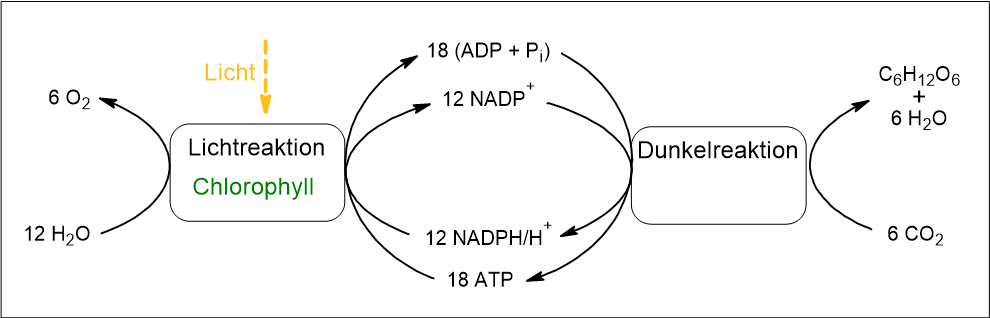 18 (ADP + Pi)
Licht
12 NADP+
6 O2
C6H12O6
+
6 H2O
Lichtreaktion
Chlorophyll
Dunkelreaktion
12 H2O
12 NADPH/H+
6 CO2
18 ATP